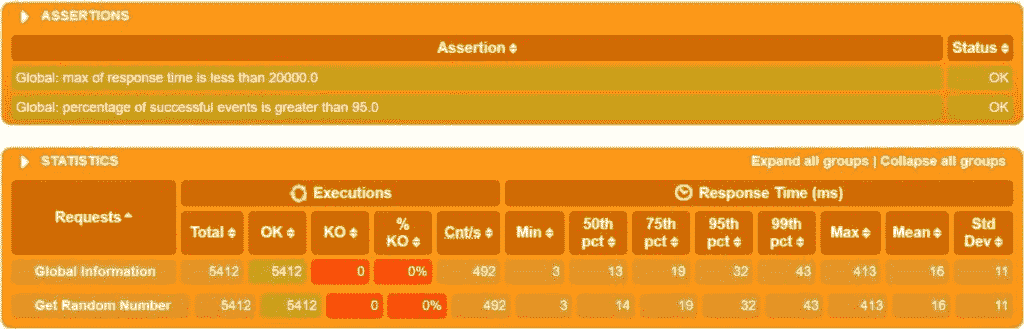 ASSERTIONS
Assertion Status
Global: max of response time is less than 20000.0 OK
Global: percentage of successful events is greater than 95.0 OK
STATISTICS Expand all groups | Collapse all groups
Requests Executions Response Time (ms)
Total OK KO % KO Cnt/s Min 50th pct 75th pct 95th pct 99th pct Max Mean Std Dev
Global Information 5412 5412 0 0% 492 3 13 19 32 43 413 16 11
Get Random Number 5412 5412 0 0% 492 3 14 19 32 43 413 16 11